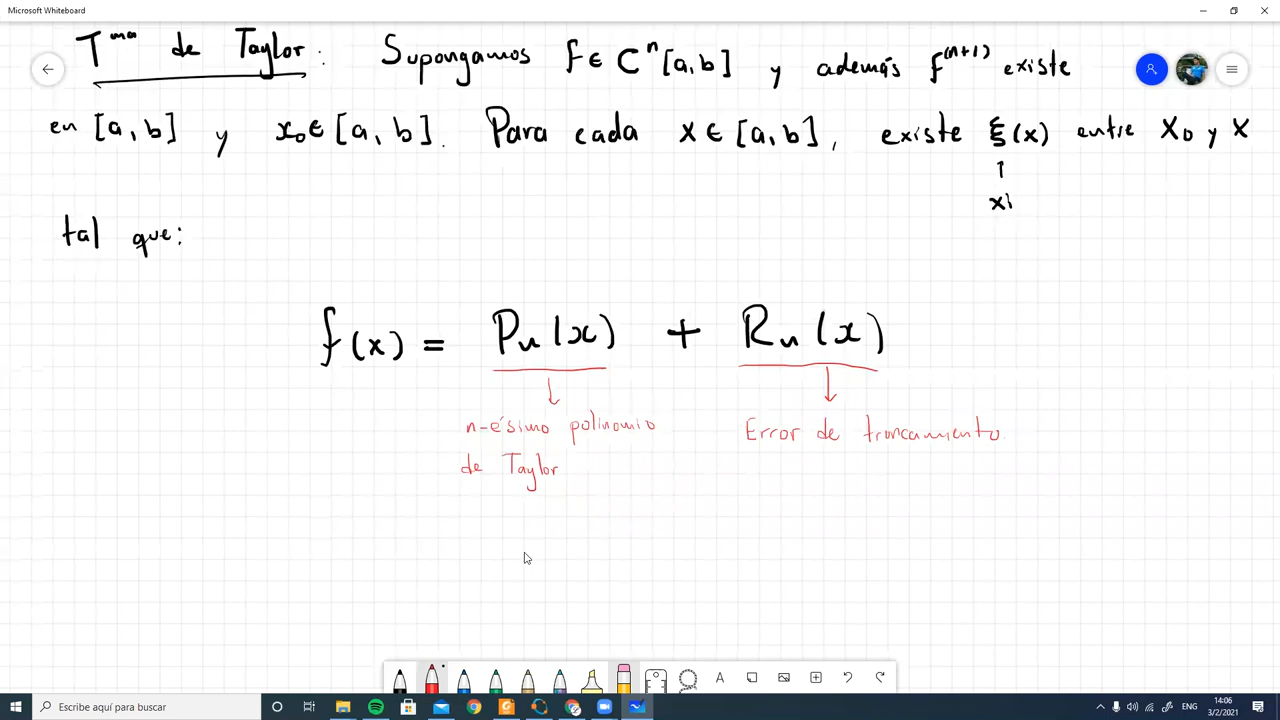 Microsoft Whiteboard
Tma de Taylor: Supongamos f ∈ C^n [a, b] y además f^(n+1) existe
en [a, b] y x₀ ∈ [a, b]. Para cada x ∈ [a, b], existe ξ(x) entre x₀ y x
↑
xi
tal que:
f(x) = Pn(x) + Rn(x)
n-ésimo polinomio
de Taylor
Error de truncamiento.
Escribe aquí para buscar
14:06
3/2/2021